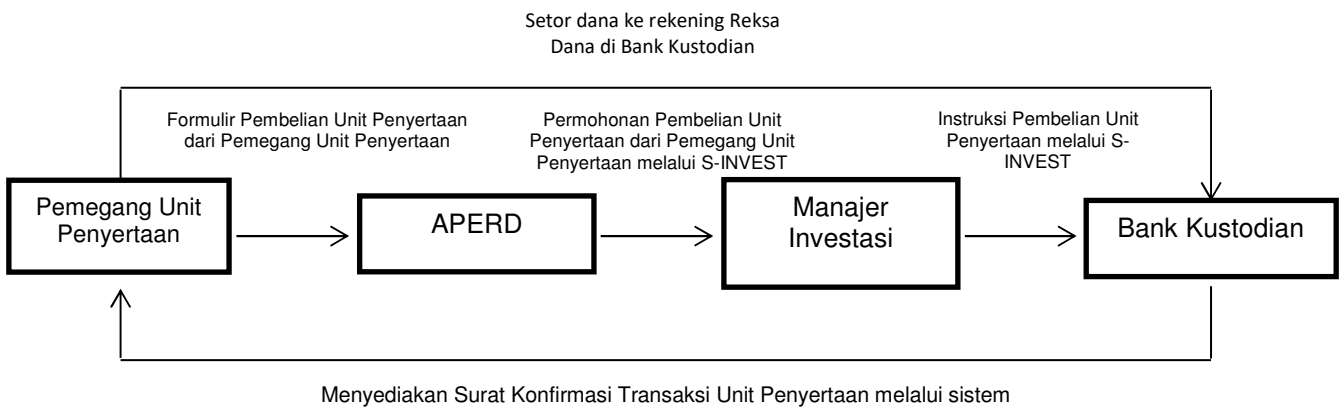 Setor dana ke rekening Reksa
Dana di Bank Kustodian
Formulir Pembelian Unit Penyertaan
dari Pemegang Unit Penyertaan
Permohonan Pembelian Unit
Penyertaan dari Pemegang Unit
Penyertaan melalui S-INVEST
Instruksi Pembelian Unit
Penyertaan melalui S-
INVEST
Pemegang Unit
Penyertaan
APERD
Manajer
Investasi
Bank Kustodian
Menyediakan Surat Konfirmasi Transaksi Unit Penyertaan melalui sistem